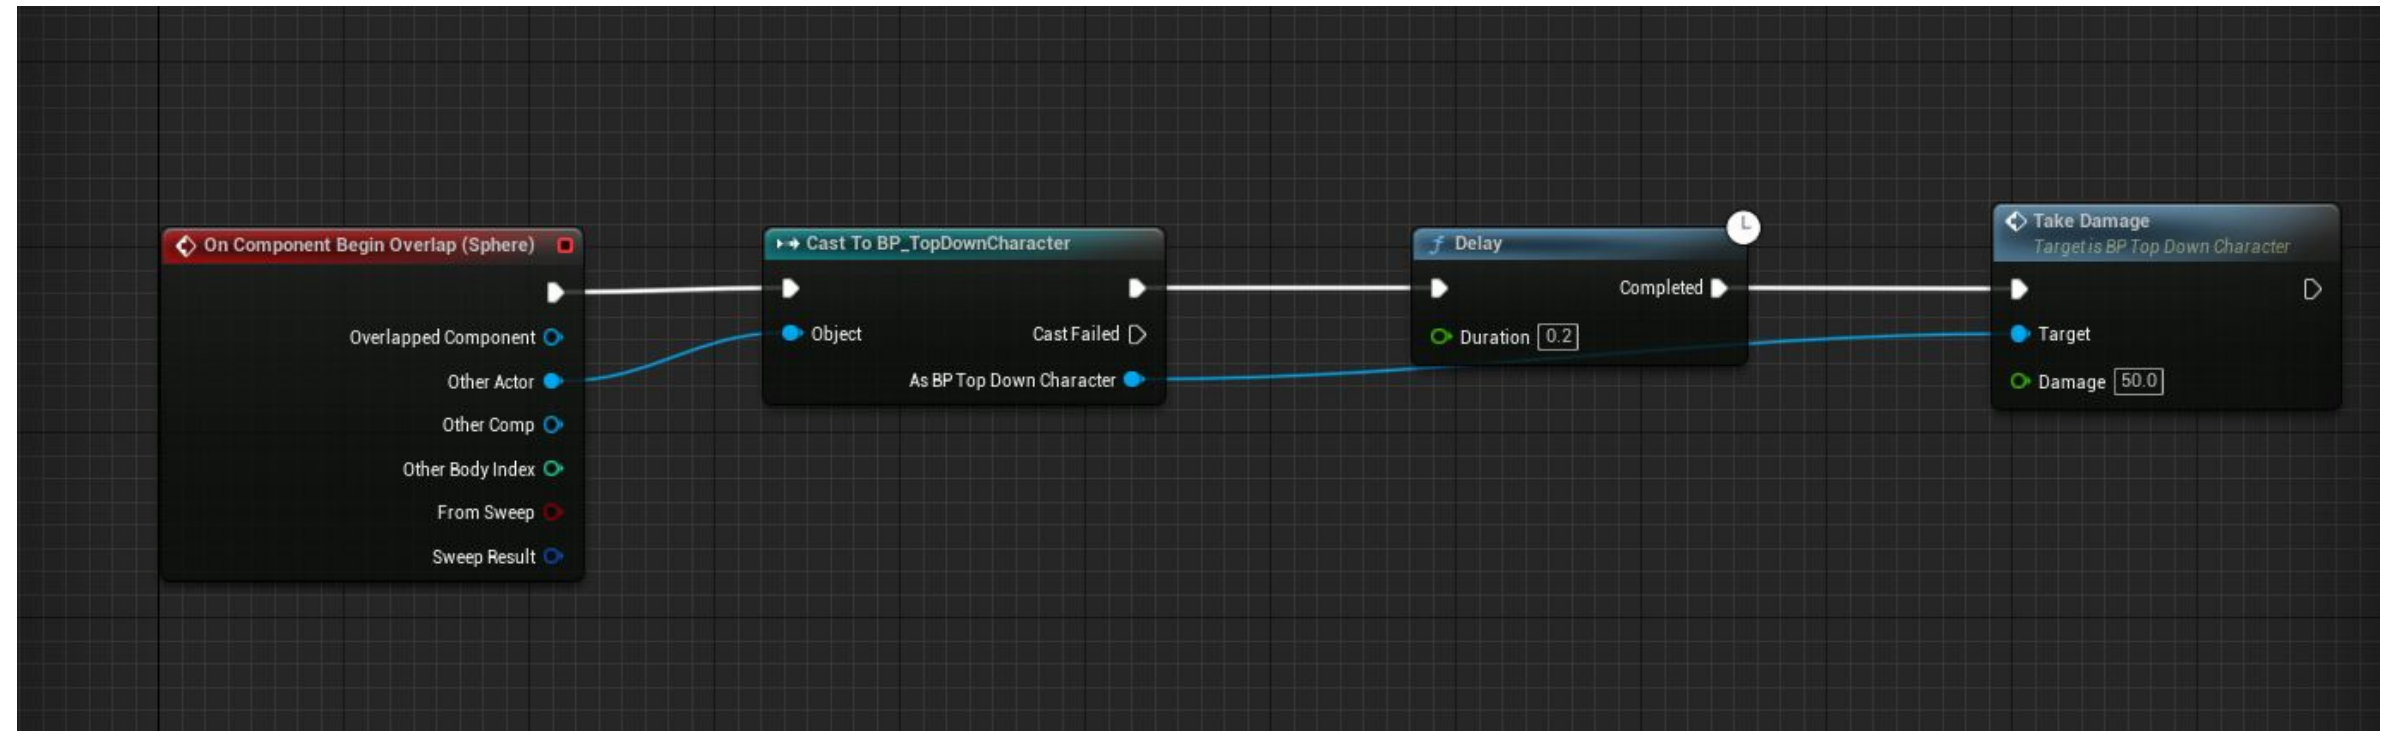 On Component Begin Overlap (Sphere)
Overlapped Component
Other Actor
Other Comp
Other Body Index
From Sweep
Sweep Result
Cast To BP_TopDownCharacter
Object
Cast Failed
As BP Top Down Character
f Delay
Completed
Duration 0.2
Take Damage
Target is BP Top Down Character
Target
Damage 50.0